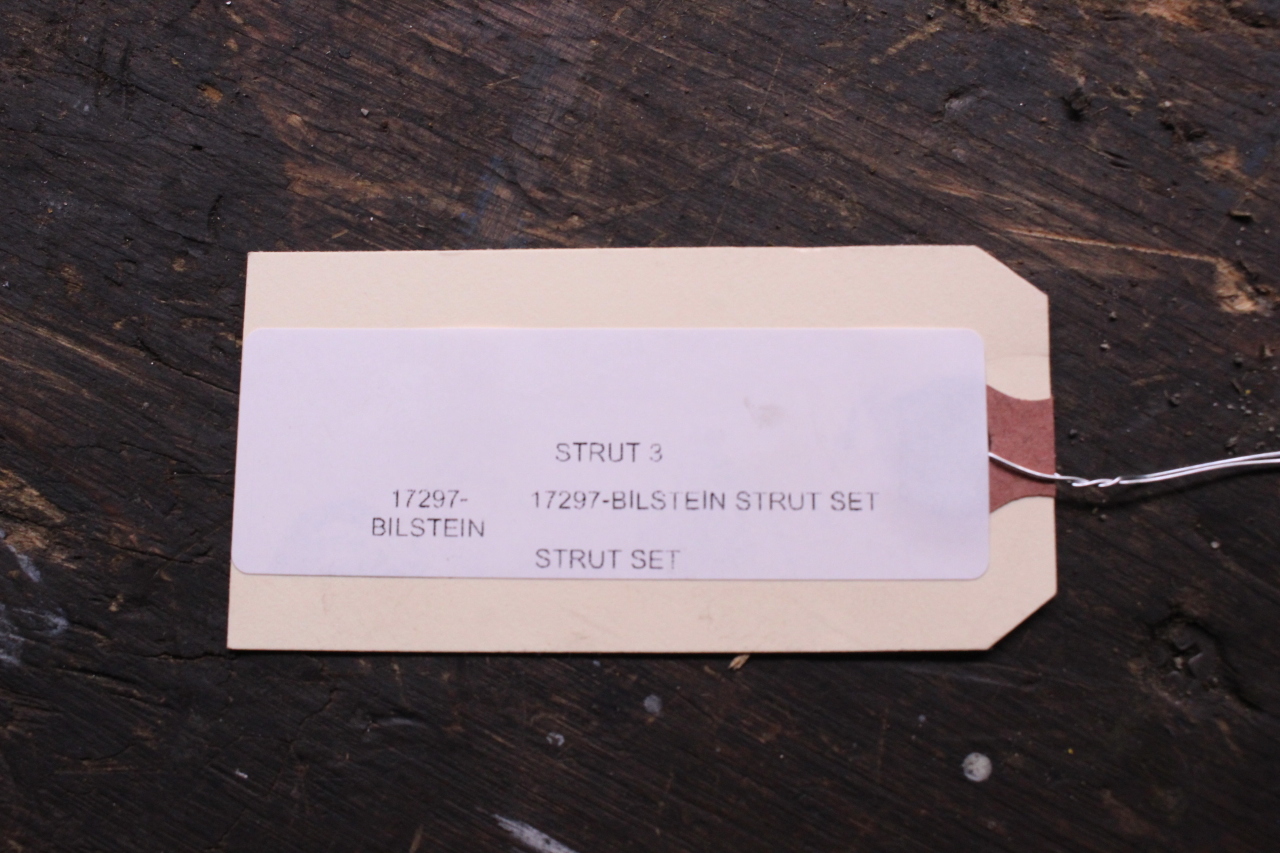 STRUT 3
17297-
BILSTEIN
17297-BILSTEIN STRUT SET
STRUT SET